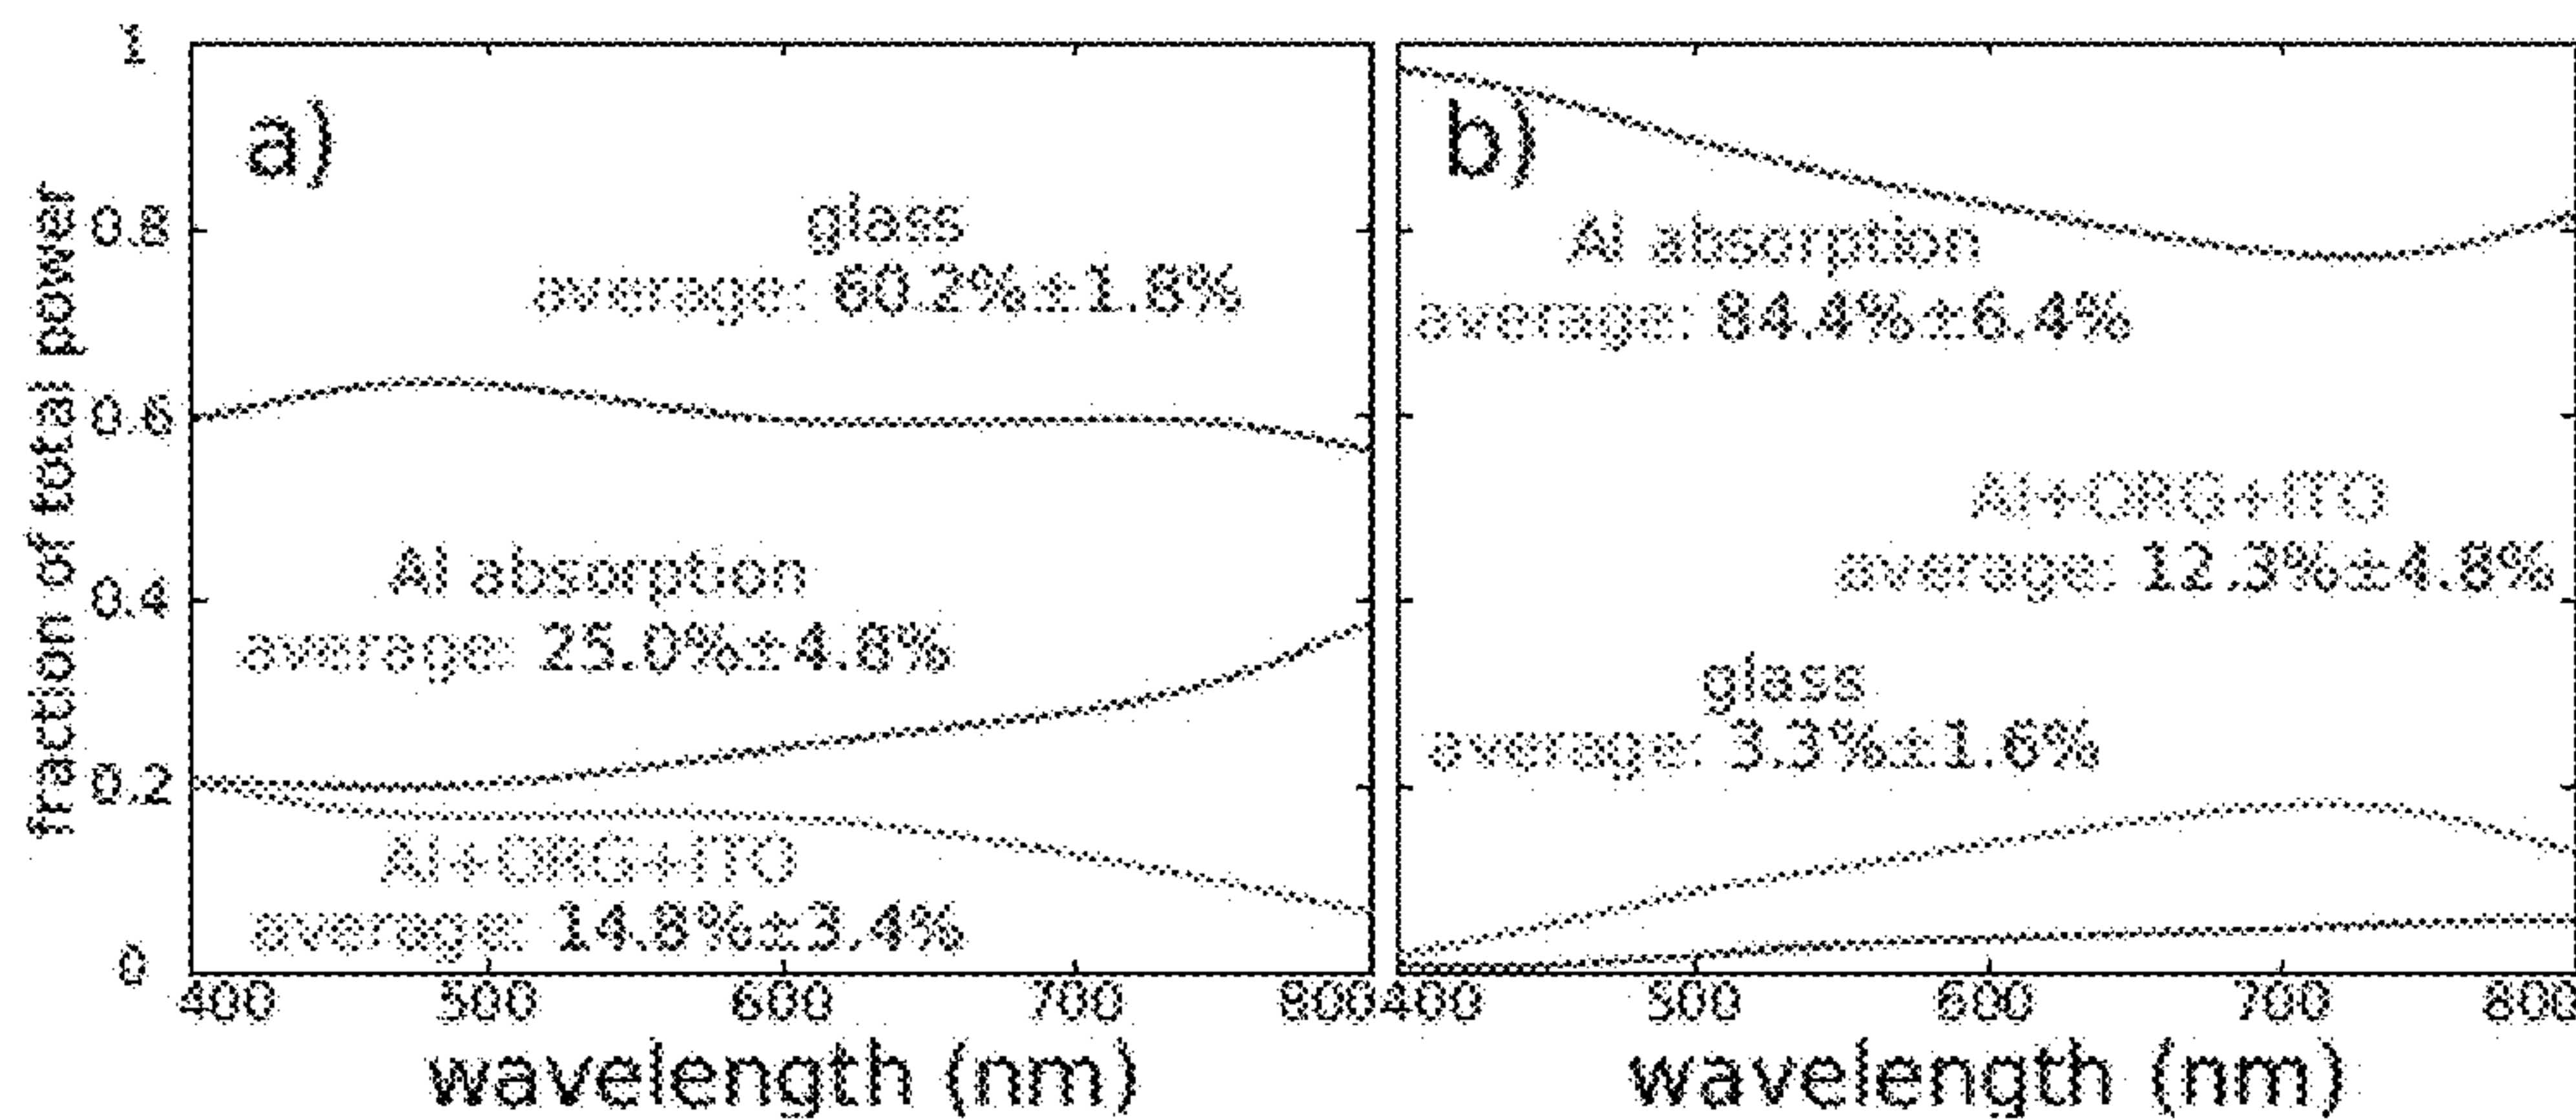 1
a)
0.8
glass
average: 60.2%±1.8%
0.6
Al absorption
average: 25.0%±4.8%
0.4
0.2
Al+ORG+ITO
average: 14.8%±3.4%
0
fraction of total power
400 500 600 700 800
wavelength (nm)
b)
Al absorption
average: 84.4%±6.4%
Al+ORG+ITO
average: 12.3%±4.8%
glass
average: 3.3%±1.6%
400 500 600 700 800
wavelength (nm)